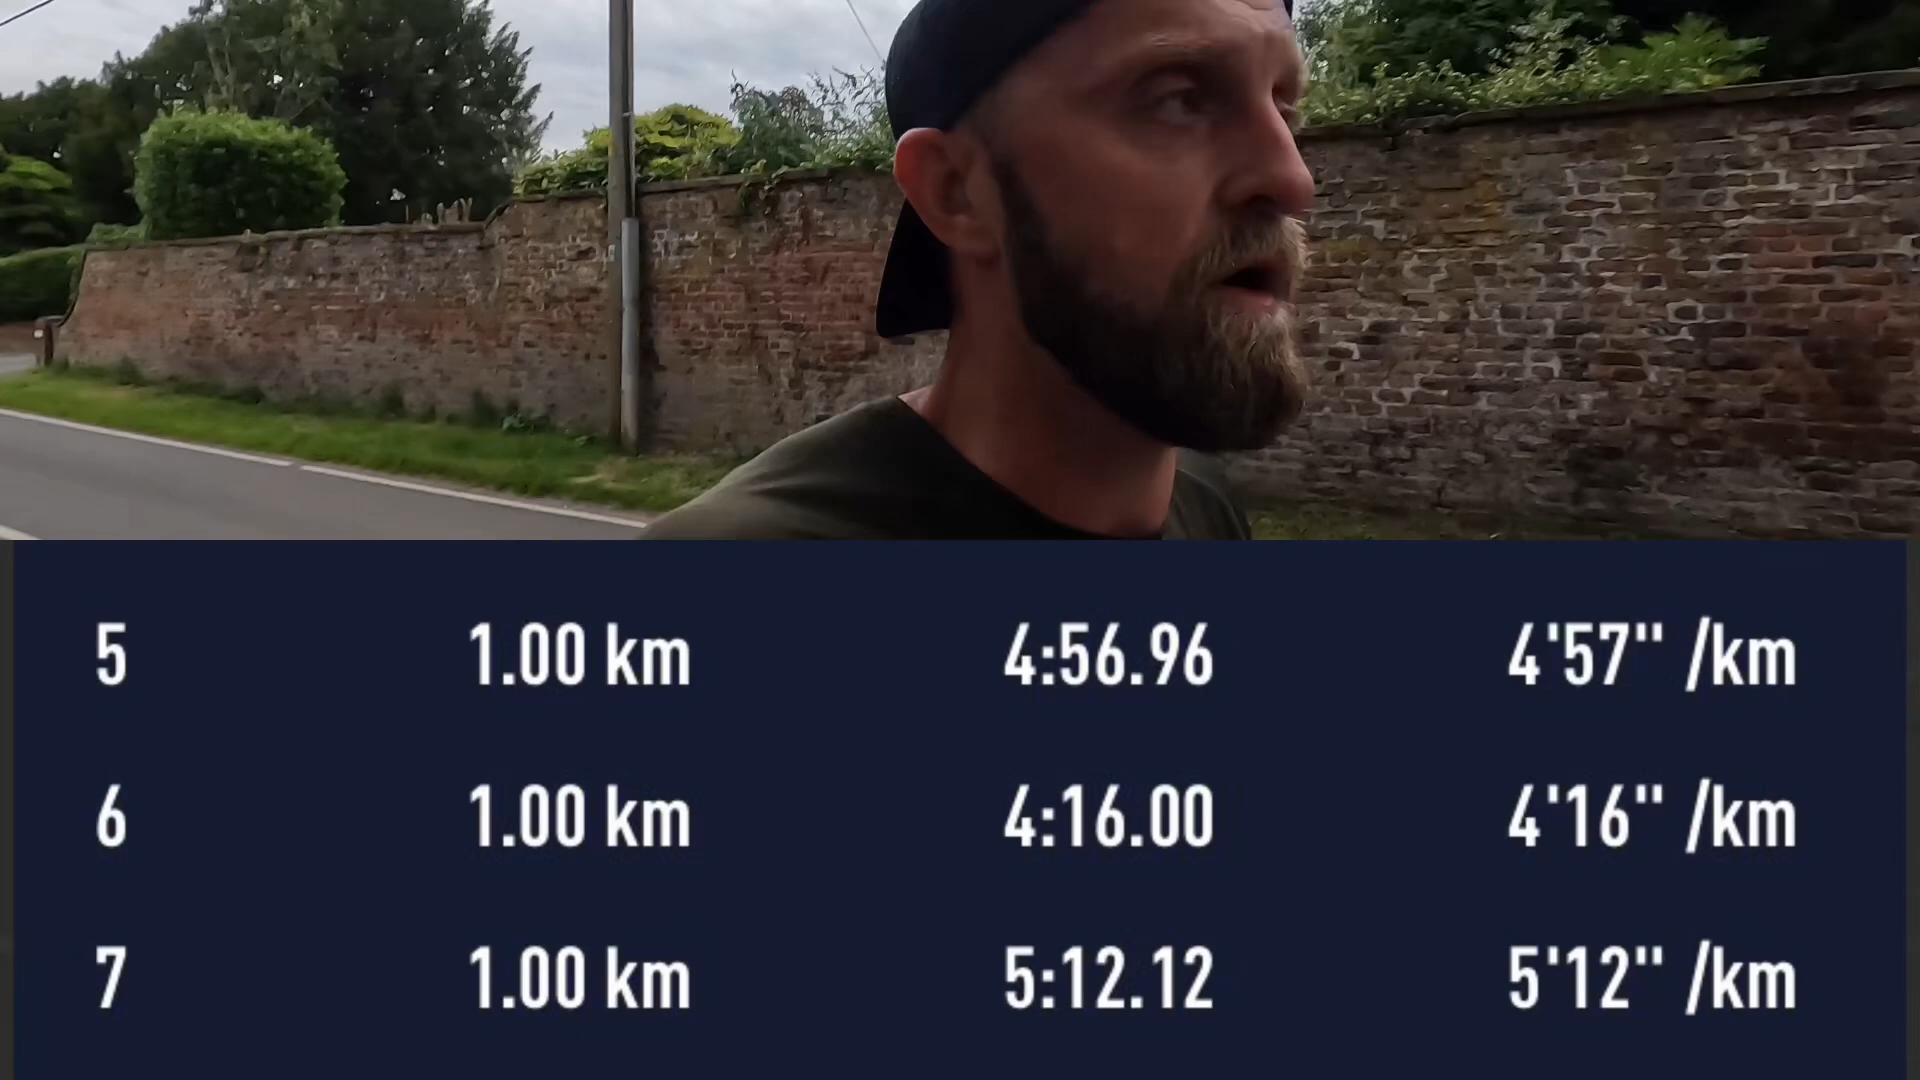 5 1.00 km 4:56.96 4'57" /km
6 1.00 km 4:16.00 4'16" /km
7 1.00 km 5:12.12 5'12" /km